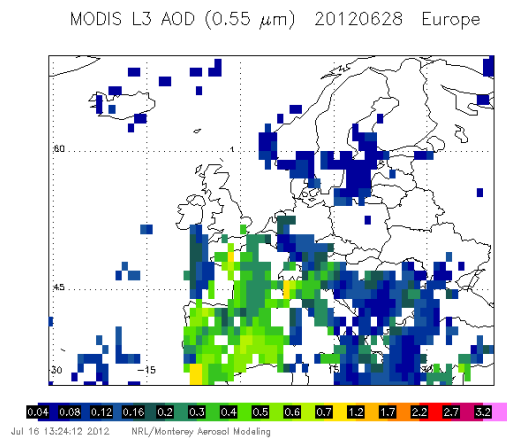 MODIS L3 AOD (0.55 μm) 20120628 Europe
60
45
30 −15 15 30
0.04 0.08 0.12 0.16 0.2 0.3 0.4 0.5 0.6 0.7 1.2 1.7 2.2 2.7 3.2
Jul 16 13:24:12 2012 NRL/Monterey Aerosol Modeling